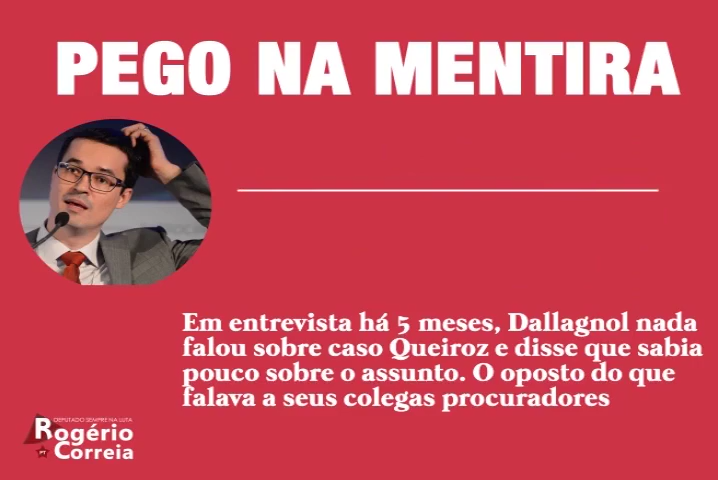 PEGO NA MENTIRA
Em entrevista há 5 meses, Dallagnol nada
falou sobre caso Queiroz e disse que sabia
pouco sobre o assunto. O oposto do que
falava a seus colegas procuradores
DEPUTADO SEMPRE NA LUTA
Rogério
PT Correia